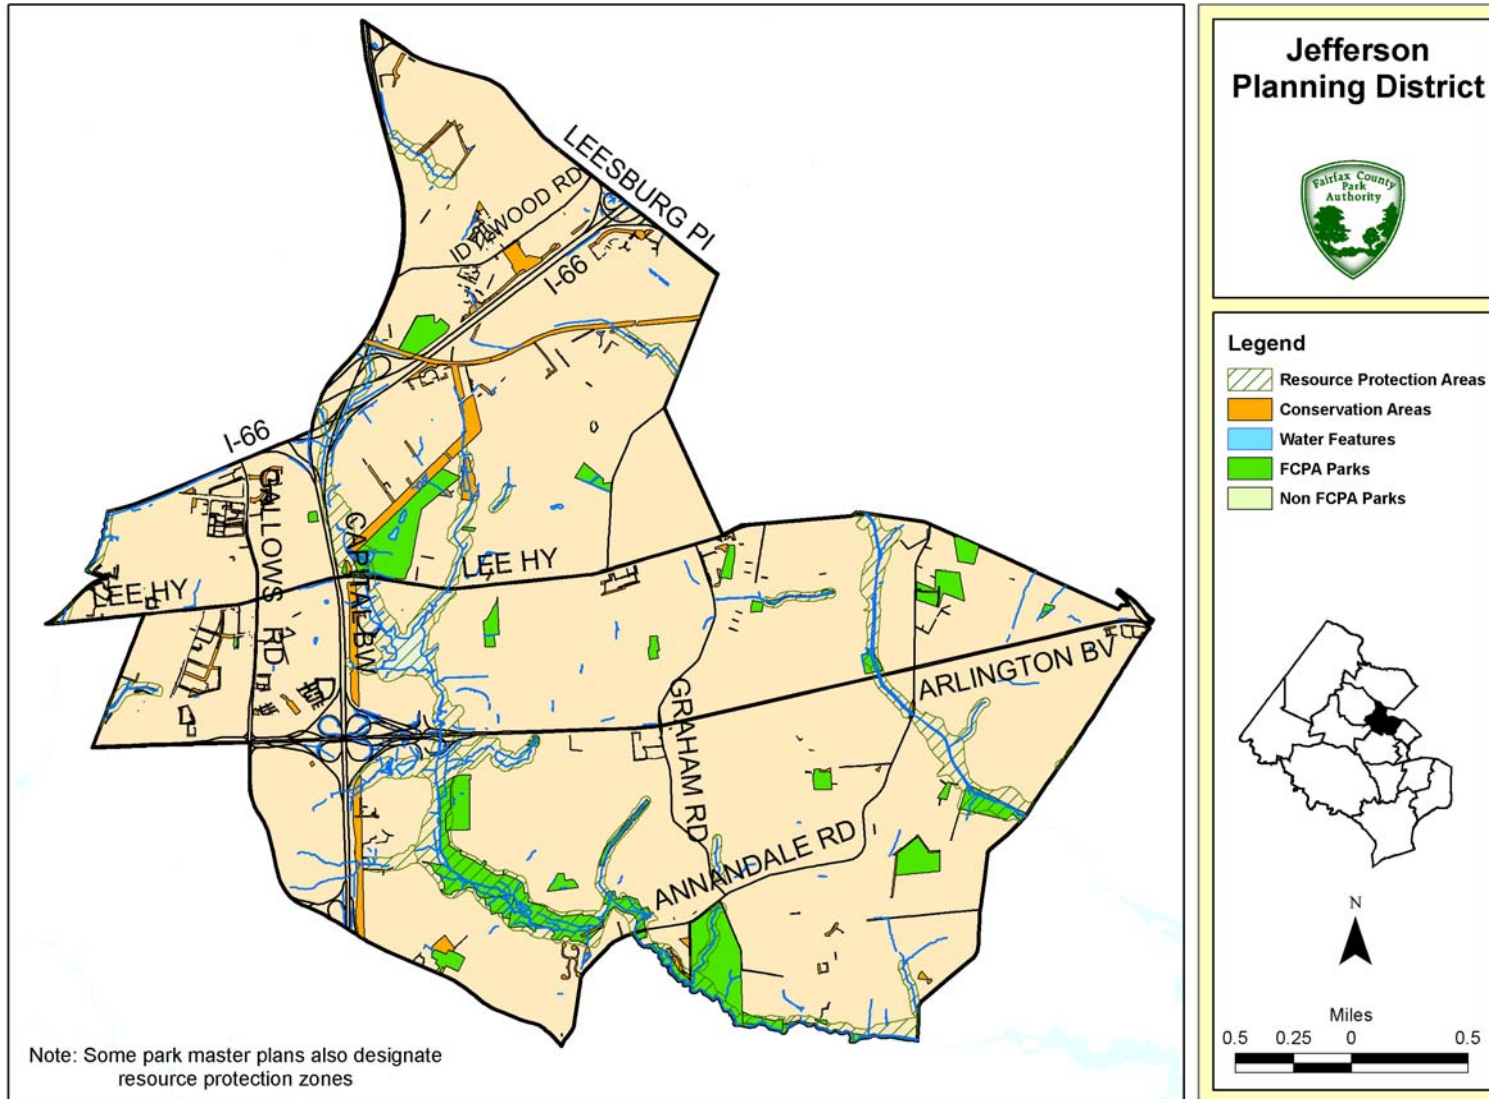 Jefferson
Planning District
Fairfax County
Park
Authority
Legend
Resource Protection Areas
Conservation Areas
Water Features
FCPA Parks
Non FCPA Parks
N
Miles
0.5 0.25 0 0.5
LEESBURG PI
IDYLWOOD RD
I-66
I-66
GALLOWS RD
CAPITAL BW
LEE HY
LEE HY
ARLINGTON BV
GRAHAM RD
ANNANDALE RD
Note: Some park master plans also designate
resource protection zones